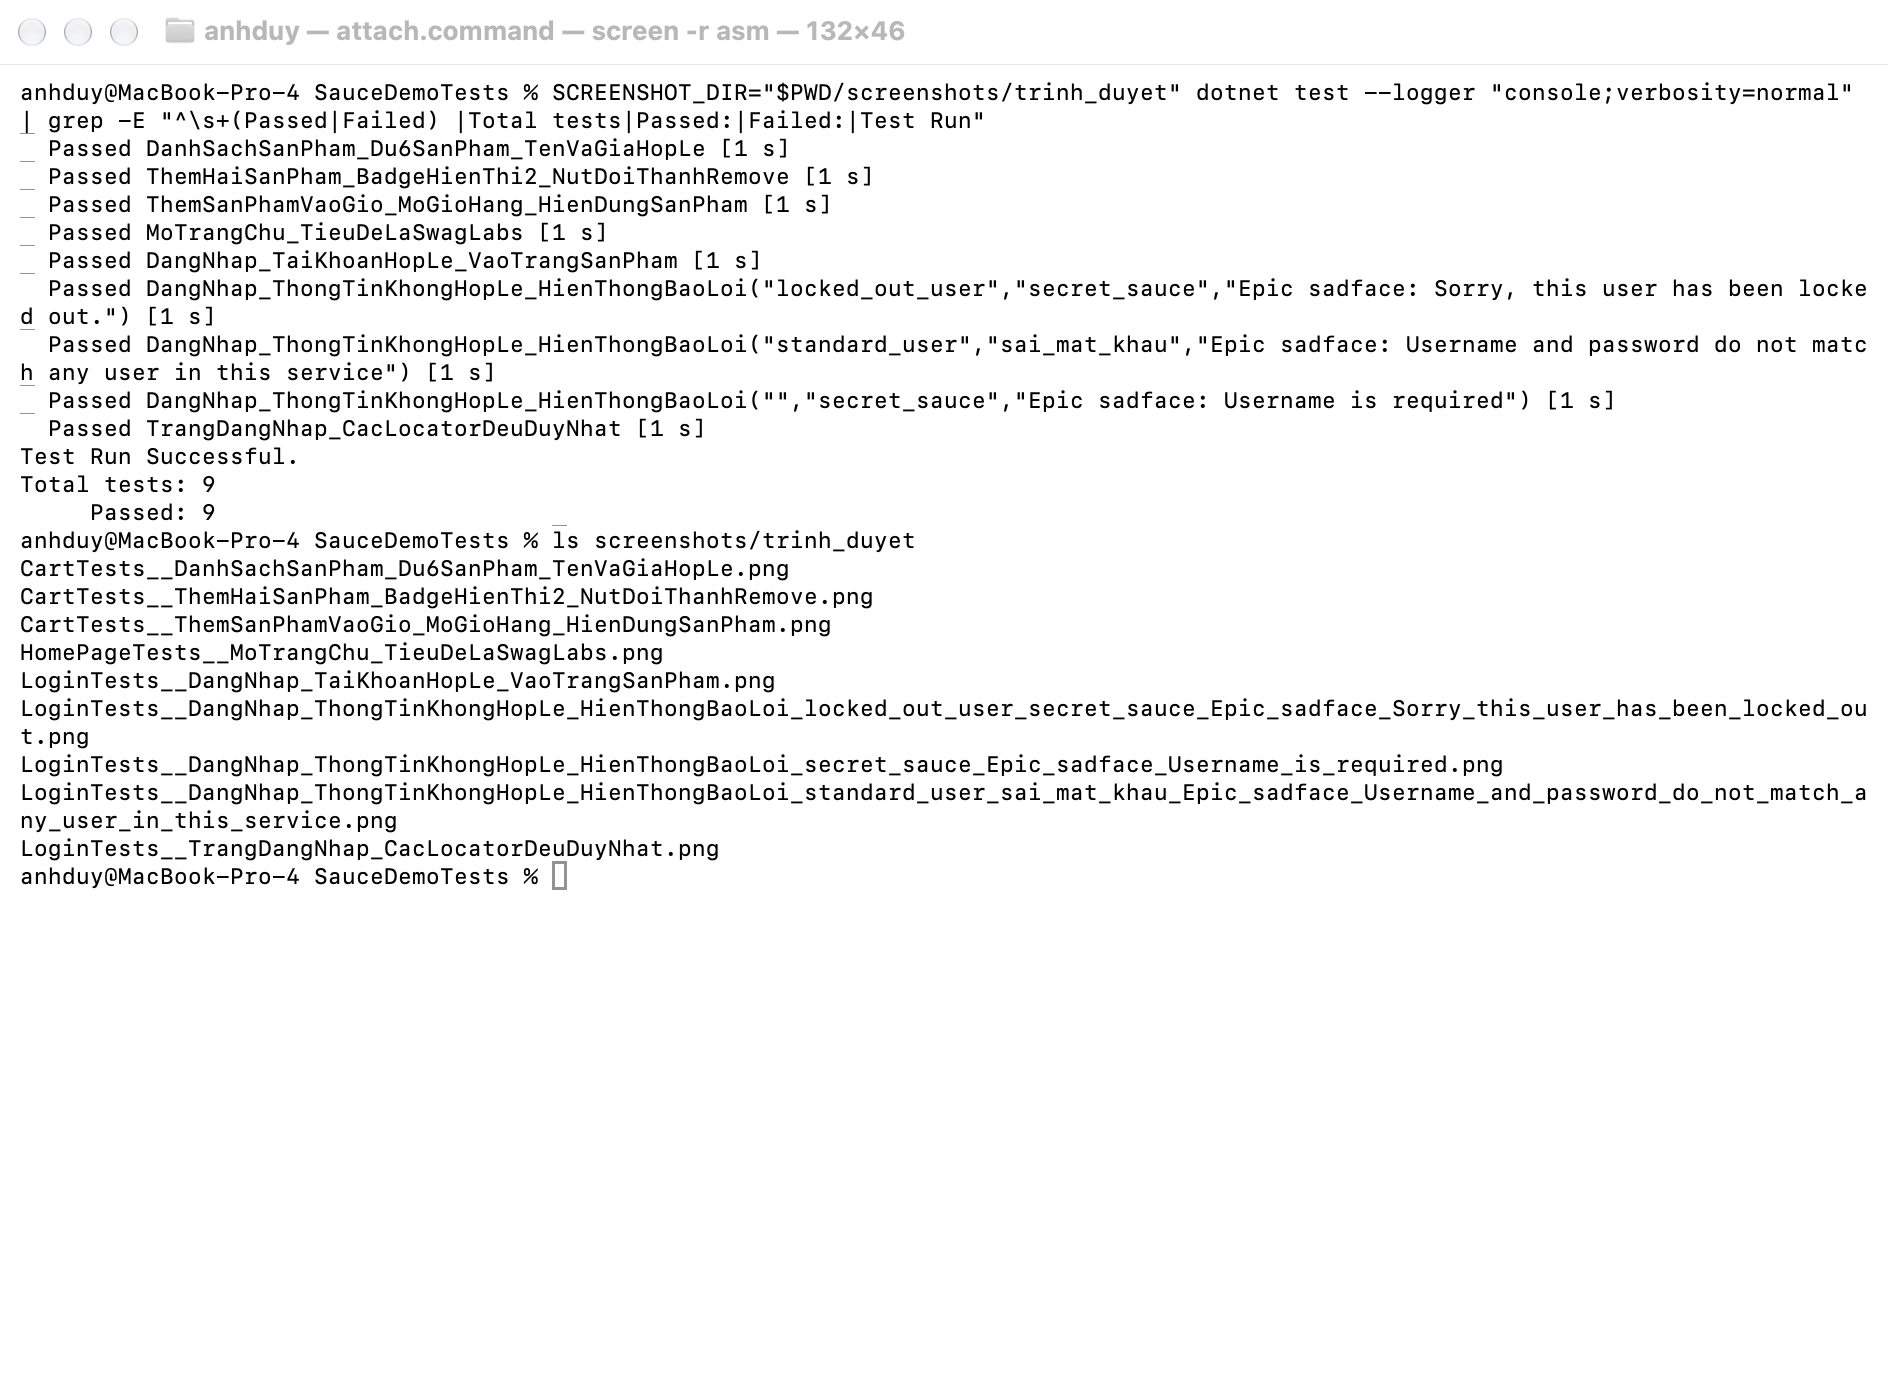 anhduy — attach.command — screen -r asm — 132×46
anhduy@MacBook-Pro-4 SauceDemoTests % SCREENSHOT_DIR="$PWD/screenshots/trinh_duyet" dotnet test --logger "console;verbosity=normal"
| grep -E "^\s+(Passed|Failed) |Total tests|Passed:|Failed:|Test Run"
_ Passed DanhSachSanPham_Du6SanPham_TenVaGiaHopLe [1 s]
_ Passed ThemHaiSanPham_BadgeHienThi2_NutDoiThanhRemove [1 s]
_ Passed ThemSanPhamVaoGio_MoGioHang_HienDungSanPham [1 s]
_ Passed MoTrangChu_TieuDeLaSwagLabs [1 s]
_ Passed DangNhap_TaiKhoanHopLe_VaoTrangSanPham [1 s]
  Passed DangNhap_ThongTinKhongHopLe_HienThongBaoLoi("locked_out_user","secret_sauce","Epic sadface: Sorry, this user has been locke
d out.") [1 s]
  Passed DangNhap_ThongTinKhongHopLe_HienThongBaoLoi("standard_user","sai_mat_khau","Epic sadface: Username and password do not matc
h any user in this service") [1 s]
_ Passed DangNhap_ThongTinKhongHopLe_HienThongBaoLoi("","secret_sauce","Epic sadface: Username is required") [1 s]
  Passed TrangDangNhap_CacLocatorDeuDuyNhat [1 s]
Test Run Successful.
Total tests: 9
     Passed: 9
anhduy@MacBook-Pro-4 SauceDemoTests % ls screenshots/trinh_duyet
CartTests__DanhSachSanPham_Du6SanPham_TenVaGiaHopLe.png
CartTests__ThemHaiSanPham_BadgeHienThi2_NutDoiThanhRemove.png
CartTests__ThemSanPhamVaoGio_MoGioHang_HienDungSanPham.png
HomePageTests__MoTrangChu_TieuDeLaSwagLabs.png
LoginTests__DangNhap_TaiKhoanHopLe_VaoTrangSanPham.png
LoginTests__DangNhap_ThongTinKhongHopLe_HienThongBaoLoi_locked_out_user_secret_sauce_Epic_sadface_Sorry_this_user_has_been_locked_ou
t.png
LoginTests__DangNhap_ThongTinKhongHopLe_HienThongBaoLoi_secret_sauce_Epic_sadface_Username_is_required.png
LoginTests__DangNhap_ThongTinKhongHopLe_HienThongBaoLoi_standard_user_sai_mat_khau_Epic_sadface_Username_and_password_do_not_match_a
ny_user_in_this_service.png
LoginTests__TrangDangNhap_CacLocatorDeuDuyNhat.png
anhduy@MacBook-Pro-4 SauceDemoTests %